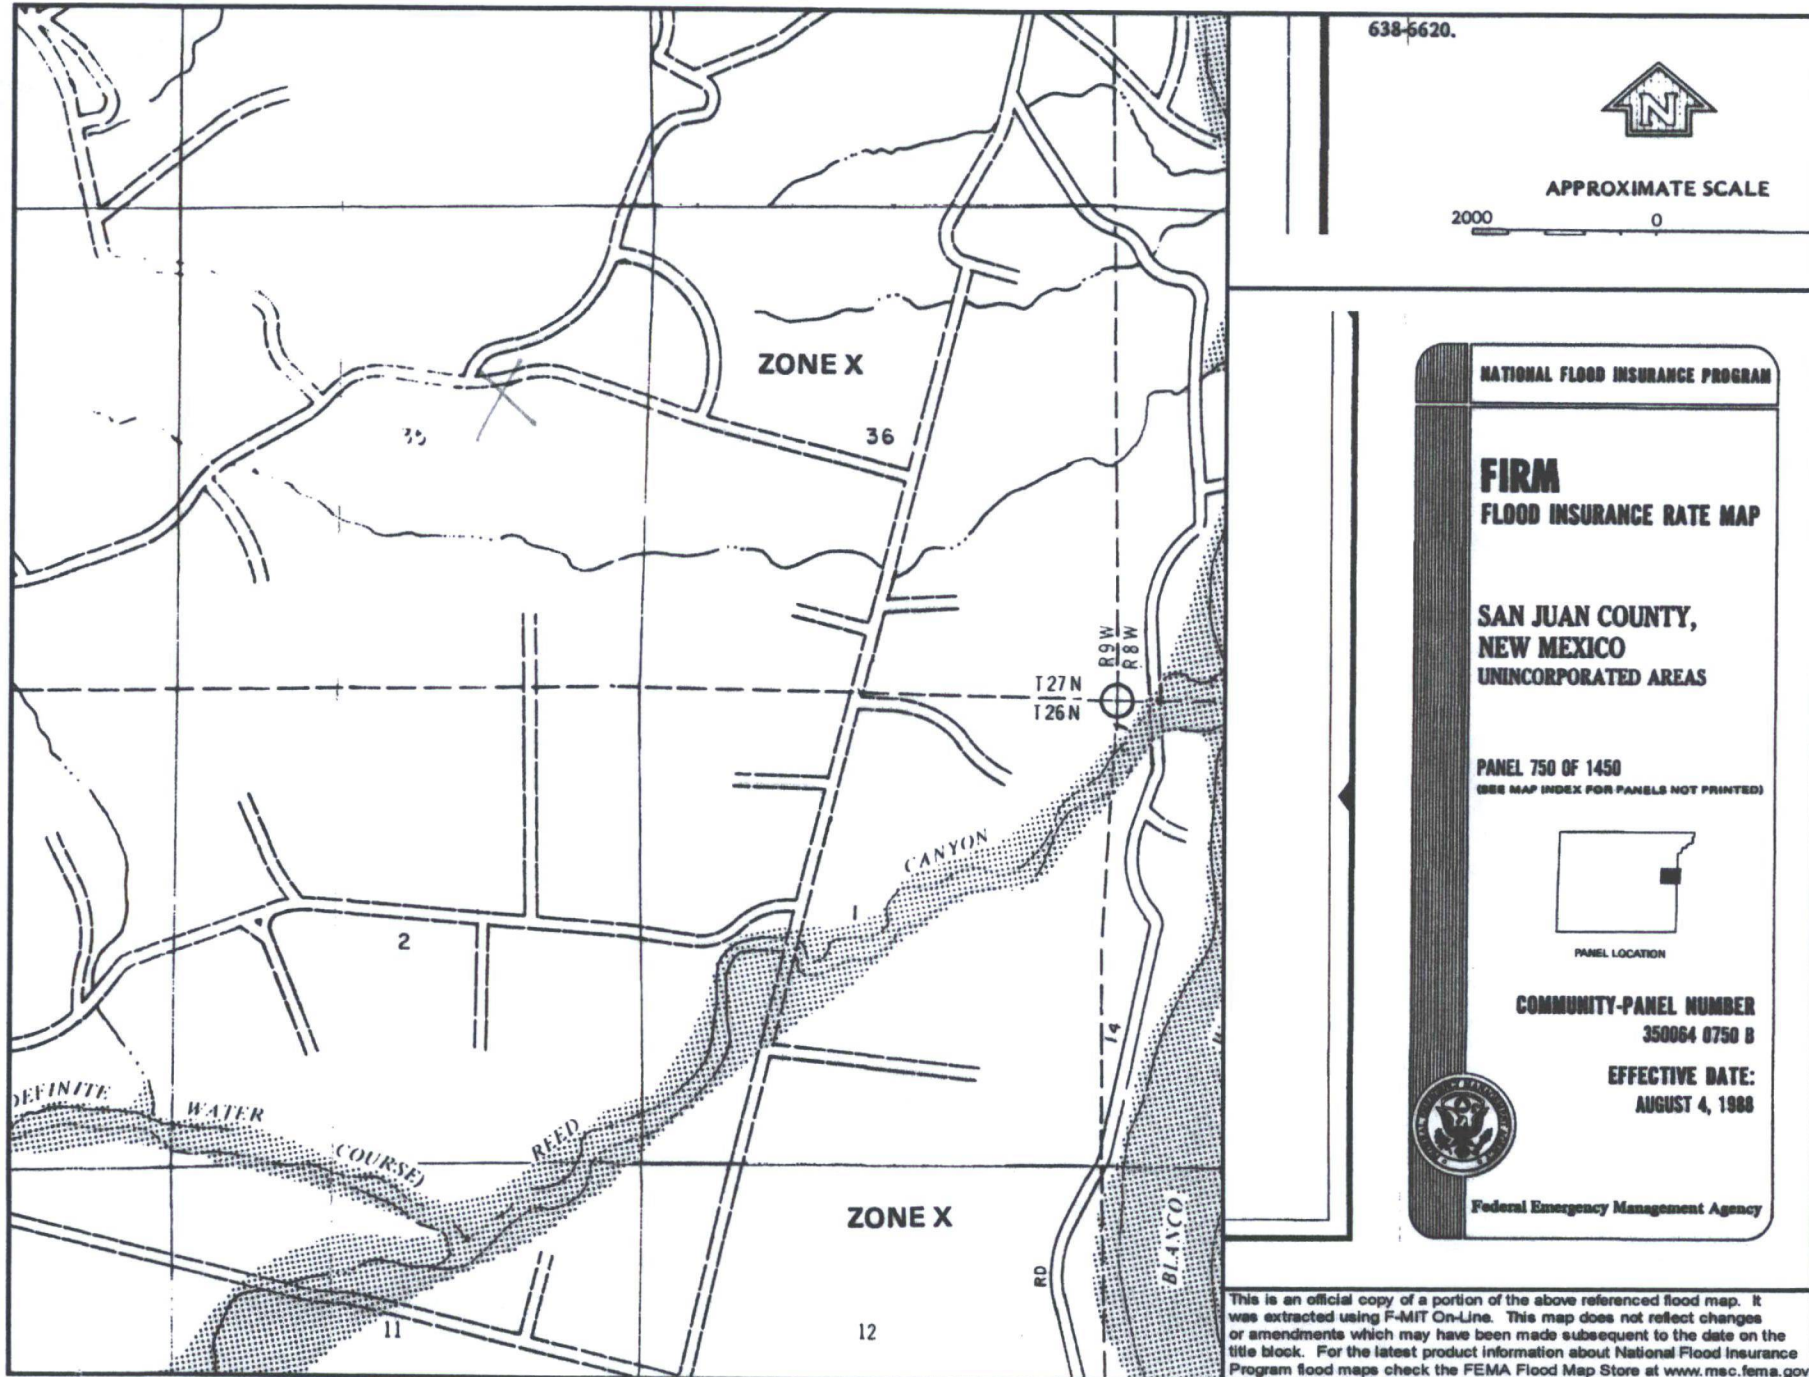 638-6620.
N
APPROXIMATE SCALE
2000 0
ZONE X
35
36
R9W
R8W
T27N
T26N
CANYON
1
2
14
DEFINITE WATER COURSE)
REED
ZONE X
BLANCO
RD
11
12
NATIONAL FLOOD INSURANCE PROGRAM
FIRM
FLOOD INSURANCE RATE MAP
SAN JUAN COUNTY,
NEW MEXICO
UNINCORPORATED AREAS
PANEL 750 OF 1450
(SEE MAP INDEX FOR PANELS NOT PRINTED)
PANEL LOCATION
COMMUNITY-PANEL NUMBER
350064 0750 B
EFFECTIVE DATE:
AUGUST 4, 1988
Federal Emergency Management Agency
This is an official copy of a portion of the above referenced flood map. It
was extracted using F-MIT On-Line. This map does not reflect changes
or amendments which may have been made subsequent to the date on the
title block. For the latest product information about National Flood Insurance
Program flood maps check the FEMA Flood Map Store at www.msc.fema.gov